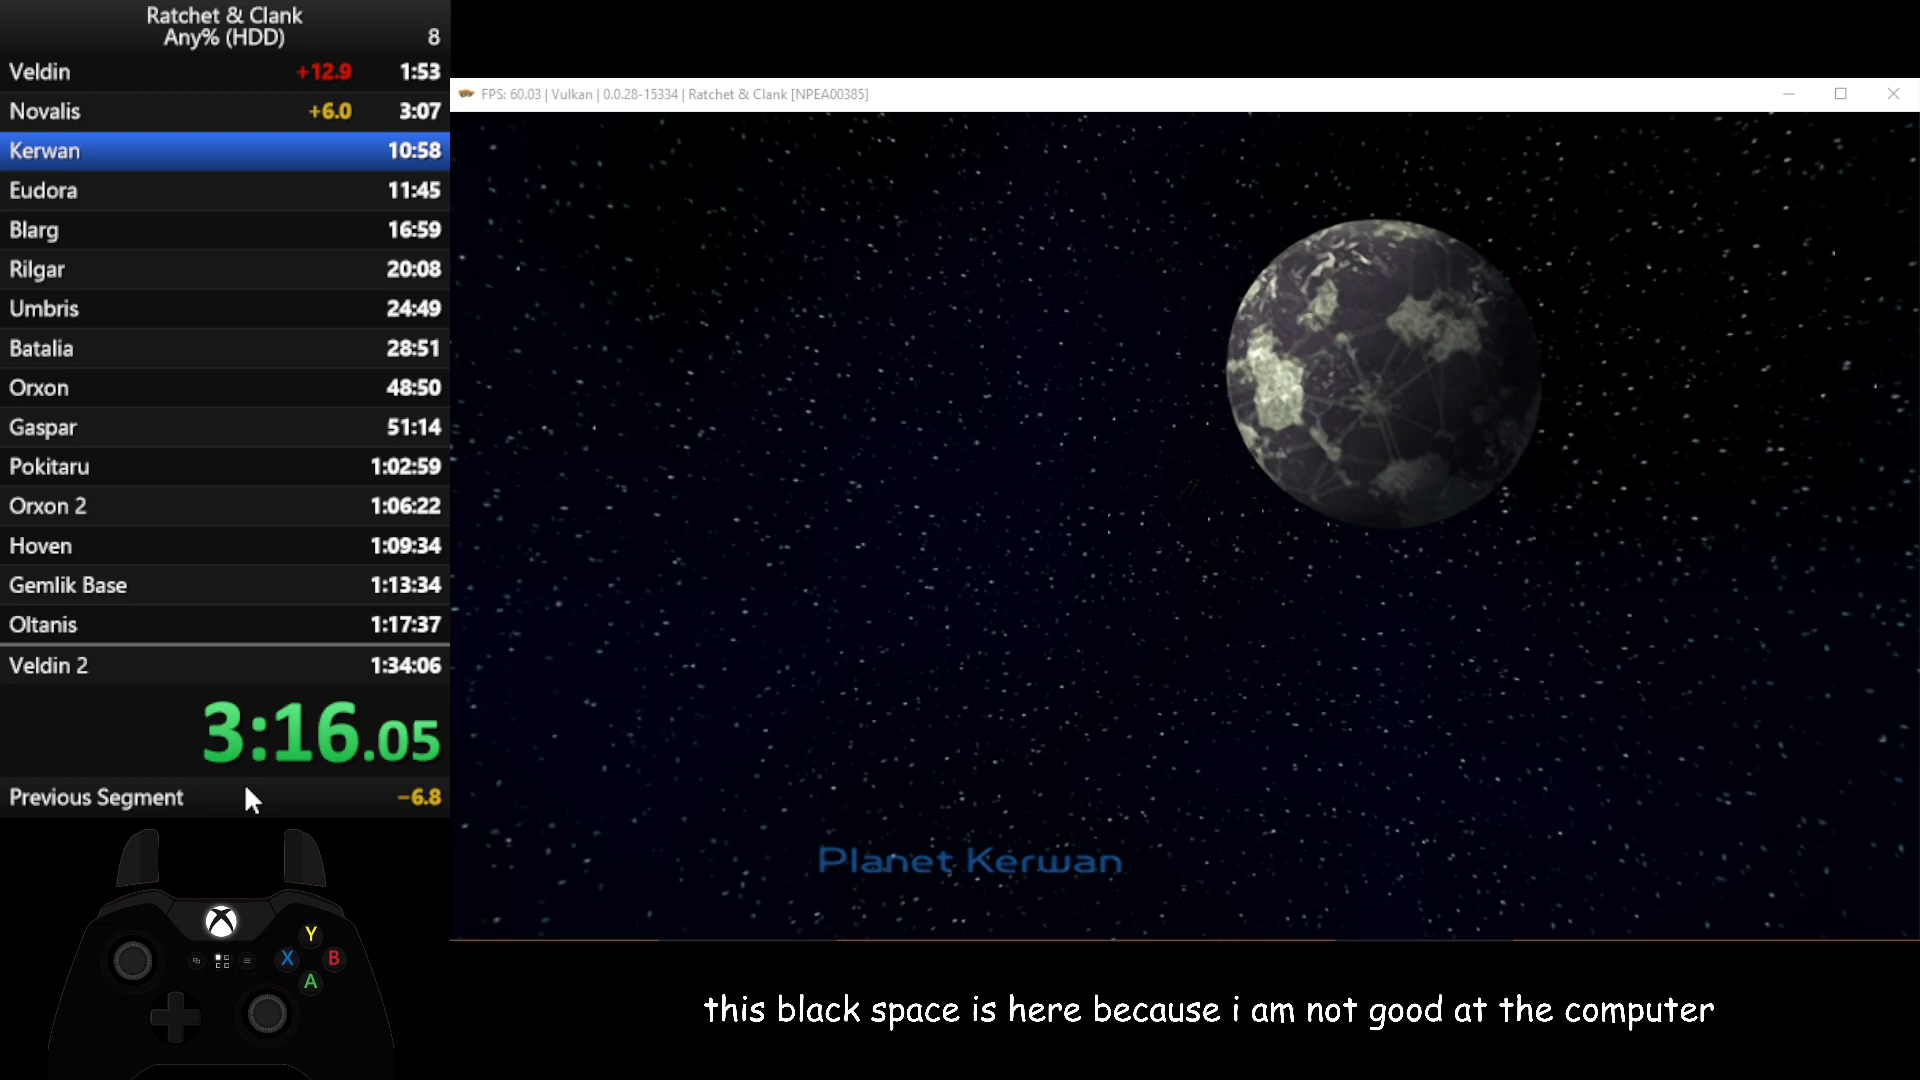 Ratchet & Clank
Any% (HDD) 8
Veldin +12.9 1:53
Novalis +6.0 3:07
Kerwan 10:58
Eudora 11:45
Blarg 16:59
Rilgar 20:08
Umbris 24:49
Batalia 28:51
Orxon 48:50
Gaspar 51:14
Pokitaru 1:02:59
Orxon 2 1:06:22
Hoven 1:09:34
Gemlik Base 1:13:34
Oltanis 1:17:37
Veldin 2 1:34:06
3:16.05
Previous Segment −6.8
Y
X B
A
FPS: 60.03 | Vulkan | 0.0.28-15334 | Ratchet & Clank [NPEA00385]
Planet Kerwan
this black space is here because i am not good at the computer